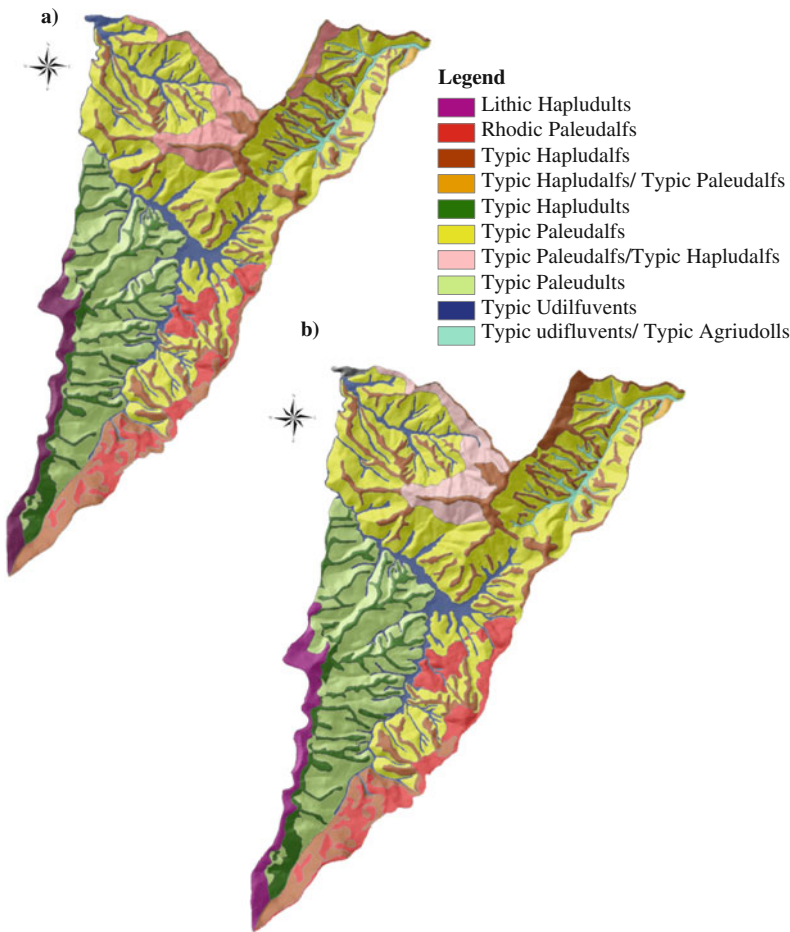 a)
Legend
Lithic Hapludults
Rhodic Paleudalfs
Typic Hapludalfs
Typic Hapludalfs/ Typic Paleudalfs
Typic Hapludults
Typic Paleudalfs
Typic Paleudalfs/Typic Hapludalfs
Typic Paleudults
Typic Udilfuvents
Typic udifluvents/ Typic Agriudolls
b)